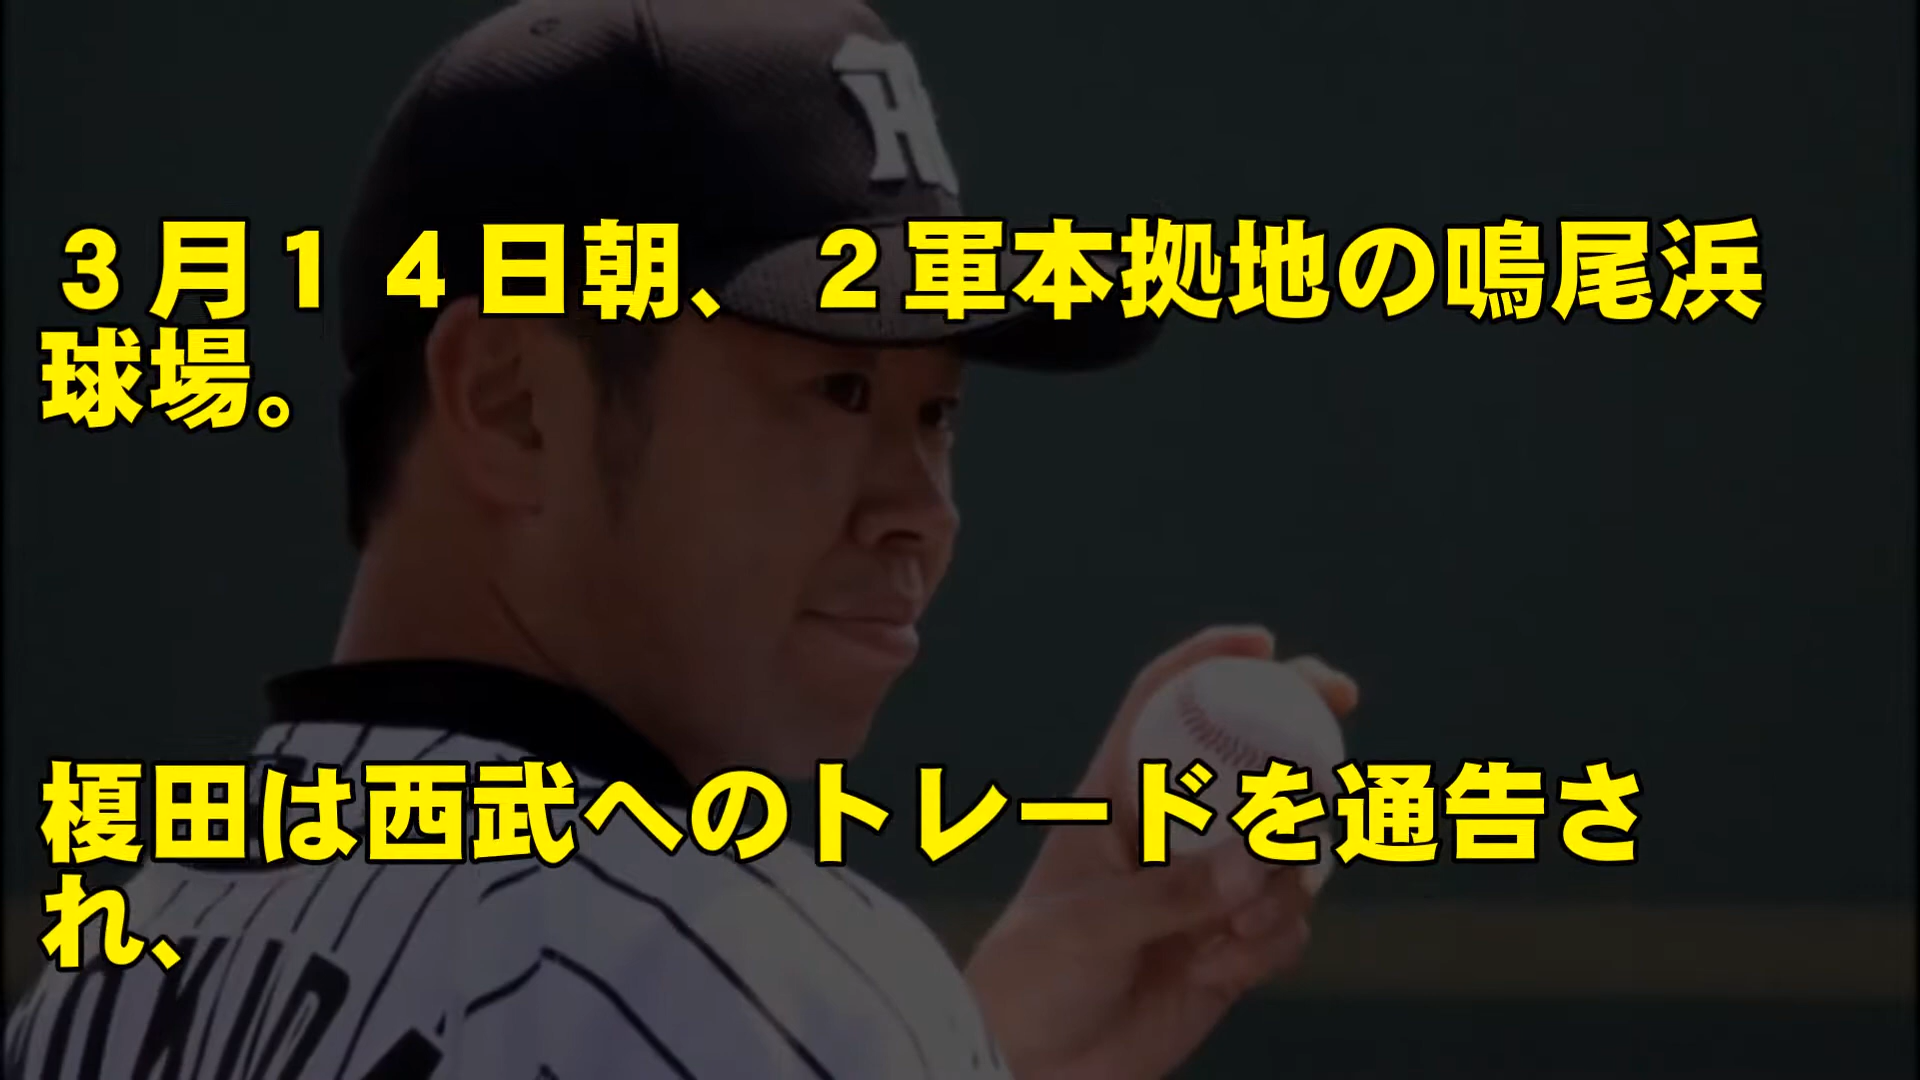 ３月１４日朝、２軍本拠地の鳴尾浜
球場。
榎田は西武へのトレードを通告さ
れ、